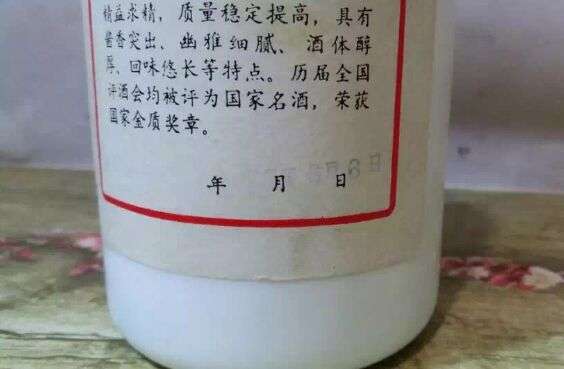 精益求精，质量稳定提高，具有
酱香突出、幽雅细腻、酒体醇
厚、回味悠长等特点。历届全国
评酒会均被评为国家名酒，荣获
国家金质奖章。
年 月 日
6日